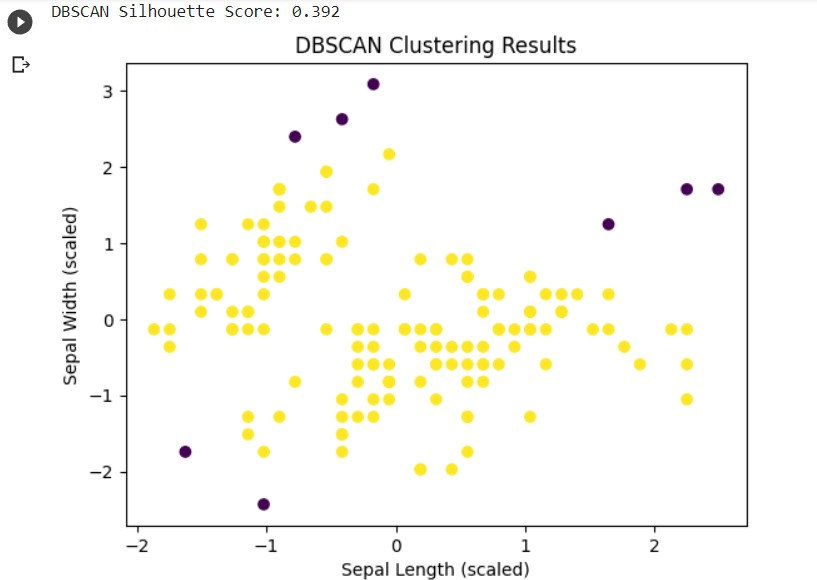 DBSCAN Silhouette Score: 0.392
DBSCAN Clustering Results
3
2
1
0
−1
−2
Sepal Width (scaled)
−2
−1
0
1
2
Sepal Length (scaled)